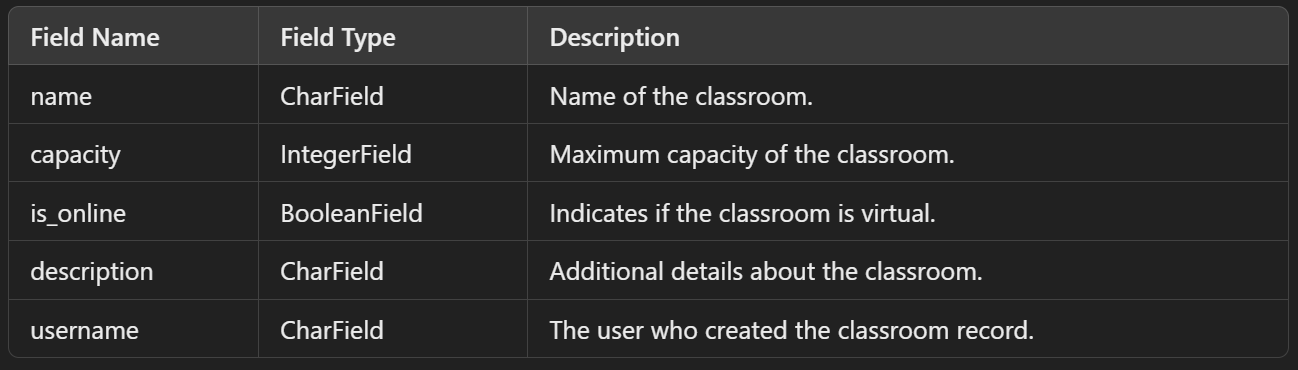 Field Name Field Type Description
name CharField Name of the classroom.
capacity IntegerField Maximum capacity of the classroom.
is_online BooleanField Indicates if the classroom is virtual.
description CharField Additional details about the classroom.
username CharField The user who created the classroom record.